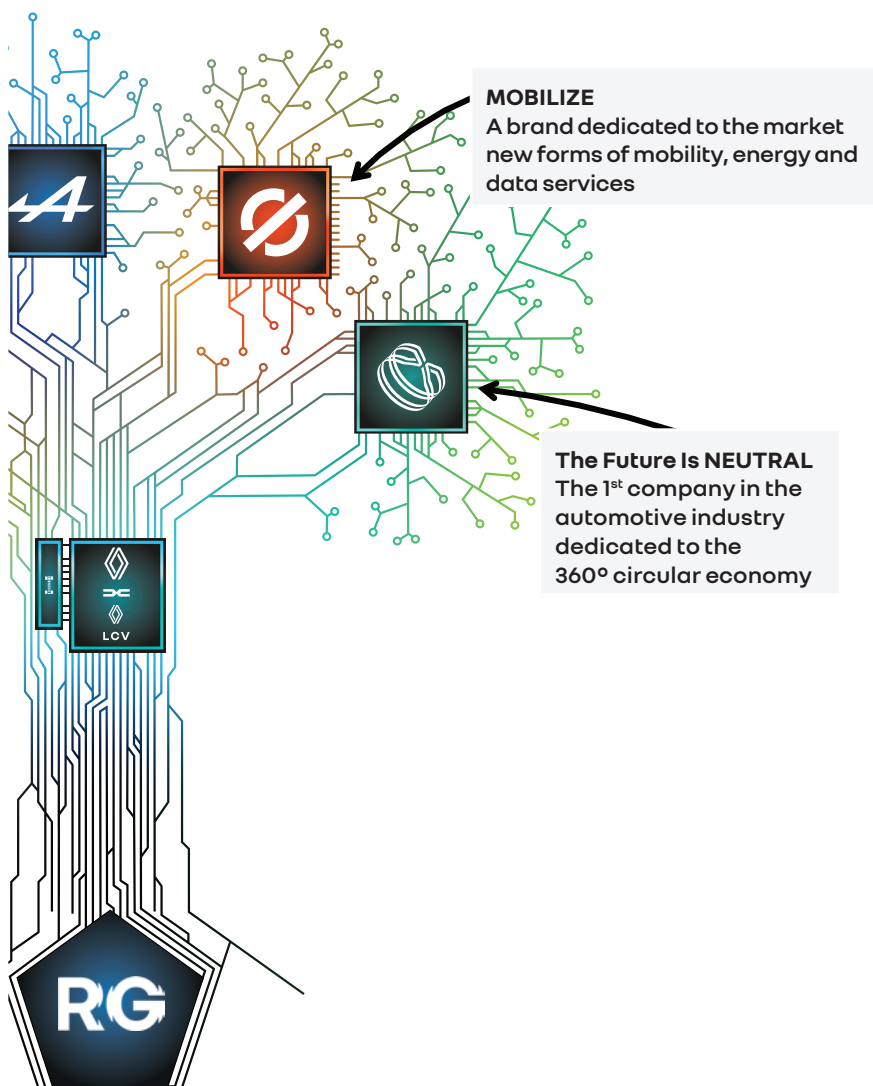 MOBILIZE
A brand dedicated to the market
new forms of mobility, energy and
data services
The Future Is NEUTRAL
The 1st company in the
automotive industry
dedicated to the
360º circular economy
LCV
RG